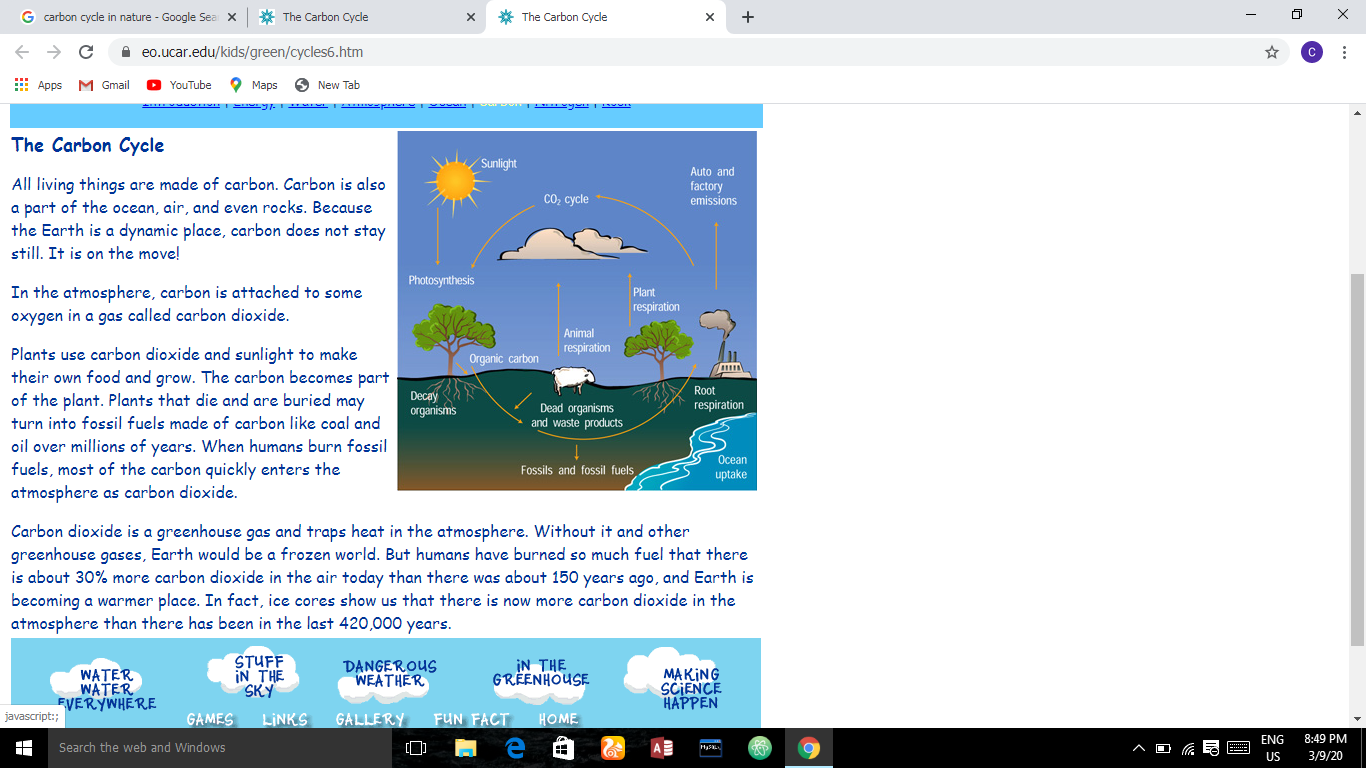 carbon cycle in nature - Google Sea
The Carbon Cycle
The Carbon Cycle
eo.ucar.edu/kids/green/cycles6.htm
C
Apps
Gmail
YouTube
Maps
New Tab
Introduction | Energy | Water | Atmosphere | Ocean | Carbon | Nitrogen | Rock
The Carbon Cycle
All living things are made of carbon. Carbon is also
a part of the ocean, air, and even rocks. Because
the Earth is a dynamic place, carbon does not stay
still. It is on the move!
In the atmosphere, carbon is attached to some
oxygen in a gas called carbon dioxide.
Plants use carbon dioxide and sunlight to make
their own food and grow. The carbon becomes part
of the plant. Plants that die and are buried may
turn into fossil fuels made of carbon like coal and
oil over millions of years. When humans burn fossil
fuels, most of the carbon quickly enters the
atmosphere as carbon dioxide.
Sunlight
CO₂ cycle
Auto and
factory
emissions
Photosynthesis
Plant
respiration
Animal
respiration
Organic carbon
Decay
organisms
Dead organisms
and waste products
Root
respiration
Fossils and fossil fuels
Ocean
uptake
Carbon dioxide is a greenhouse gas and traps heat in the atmosphere. Without it and other
greenhouse gases, Earth would be a frozen world. But humans have burned so much fuel that there
is about 30% more carbon dioxide in the air today than there was about 150 years ago, and Earth is
becoming a warmer place. In fact, ice cores show us that there is now more carbon dioxide in the
atmosphere than there has been in the last 420,000 years.
WATER
WATER
EVERYWHERE
STUFF
IN THE
SKY
DANGEROUS
WEATHER
IN THE
GREENHOUSE
MAKING
SCIENCE
HAPPEN
GAMES
LINKS
GALLERY
FUN FACT
HOME
javascript:;
Search the web and Windows
MySQL
ENG
US
8:49 PM
3/9/20